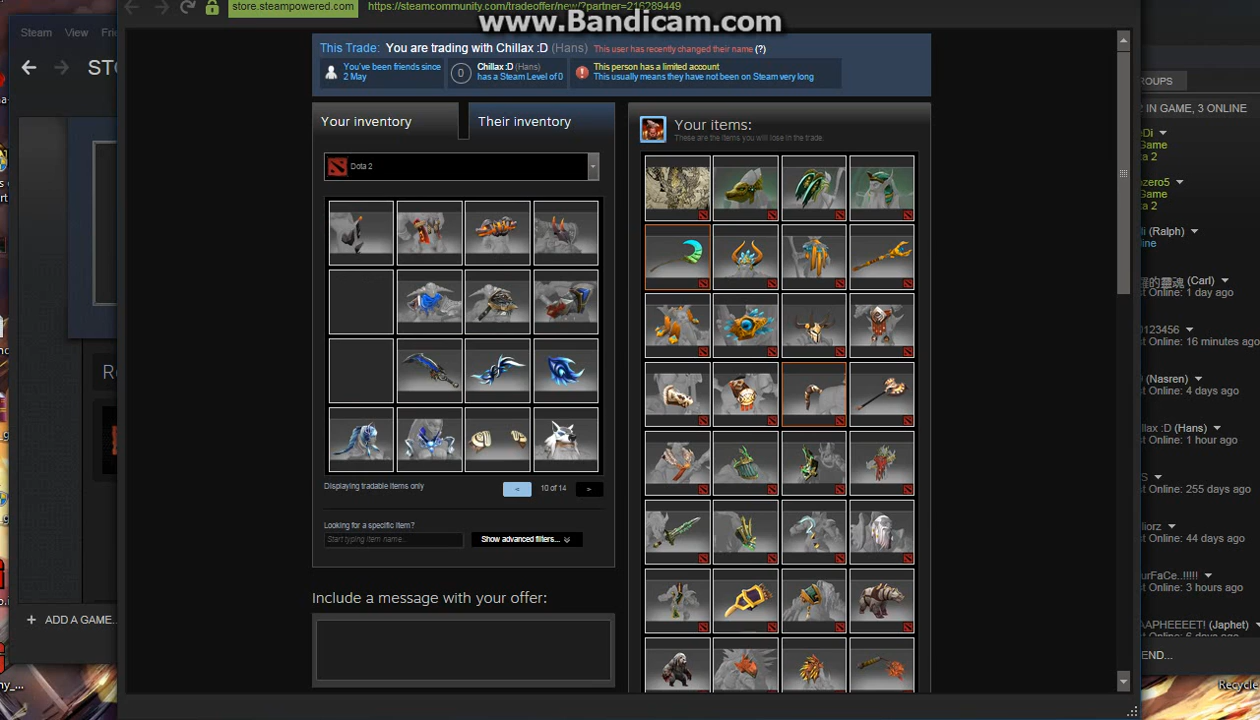 store.steampowered.com https://steamcommunity.com/tradeoffer/new/?partner=216289449
www.Bandicam.com
Steam View
This Trade: You are trading with Chillax :D (Hans) This user has recently changed their name (?)
You've been friends since
2 May
0
Chillax :D (Hans)
has a Steam Level of 0
This person has a limited account
This usually means they have not been on Steam very long
Your inventory
Their inventory
Your items:
These are the items you will lose in the trade.
Dota 2
Displaying tradable items only
< 10 of 14 >
Looking for a specific item?
Start typing item name...
Show advanced filters...
Include a message with your offer:
ADD A GAME...
IN GAME, 3 ONLINE
(Ralph)
(Carl)
Online: 1 day ago
0123456
Online: 16 minutes ago
(Nasren)
Online: 4 days ago
llax :D (Hans)
Online: 1 hour ago
Online: 255 days ago
Online: 44 days ago
Online: 3 hours ago
AAPHEEEET! (Japhet)
Online: 6 days ago
Recycle